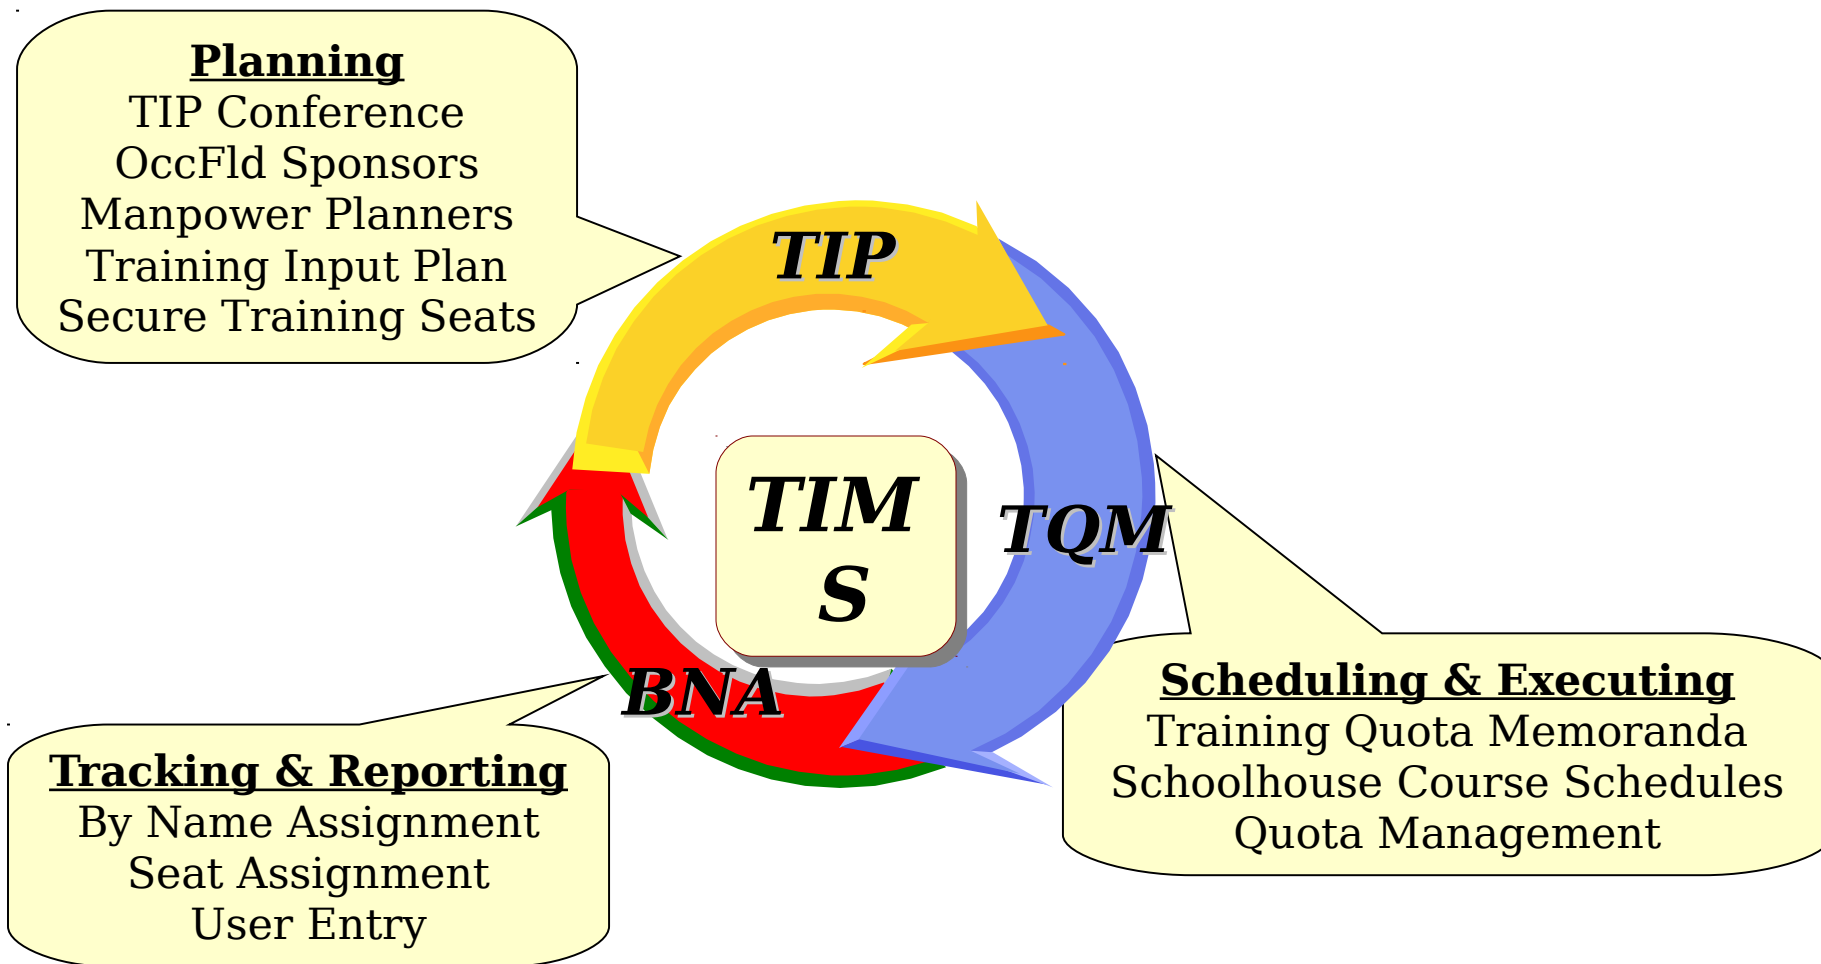 Planning
TIP Conference
OccFld Sponsors
Manpower Planners
Training Input Plan
Secure Training Seats
TIP
TIM
S
TQM
BNA
Scheduling & Executing
Training Quota Memoranda
Schoolhouse Course Schedules
Quota Management
Tracking & Reporting
By Name Assignment
Seat Assignment
User Entry